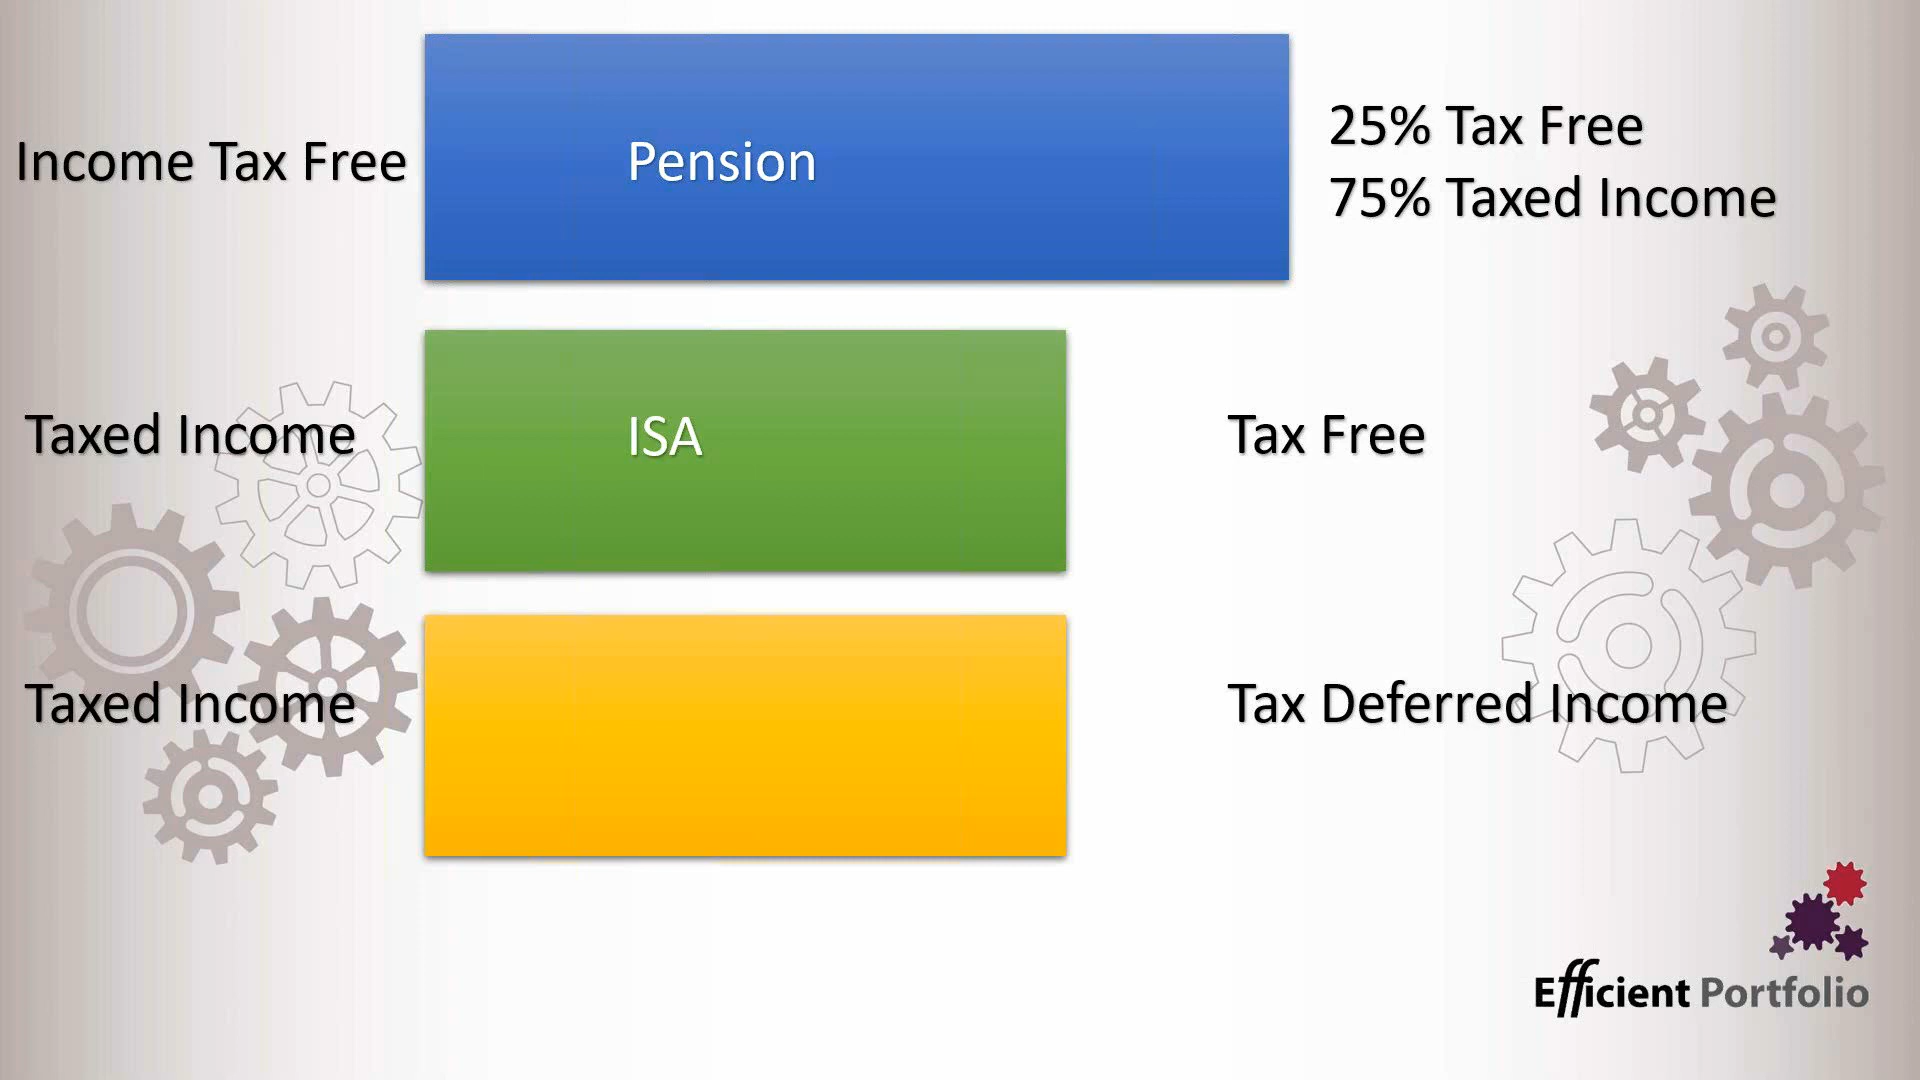 Income Tax Free
Pension
25% Tax Free
75% Taxed Income
Taxed Income
ISA
Tax Free
Taxed Income
Tax Deferred Income
Efficient Portfolio